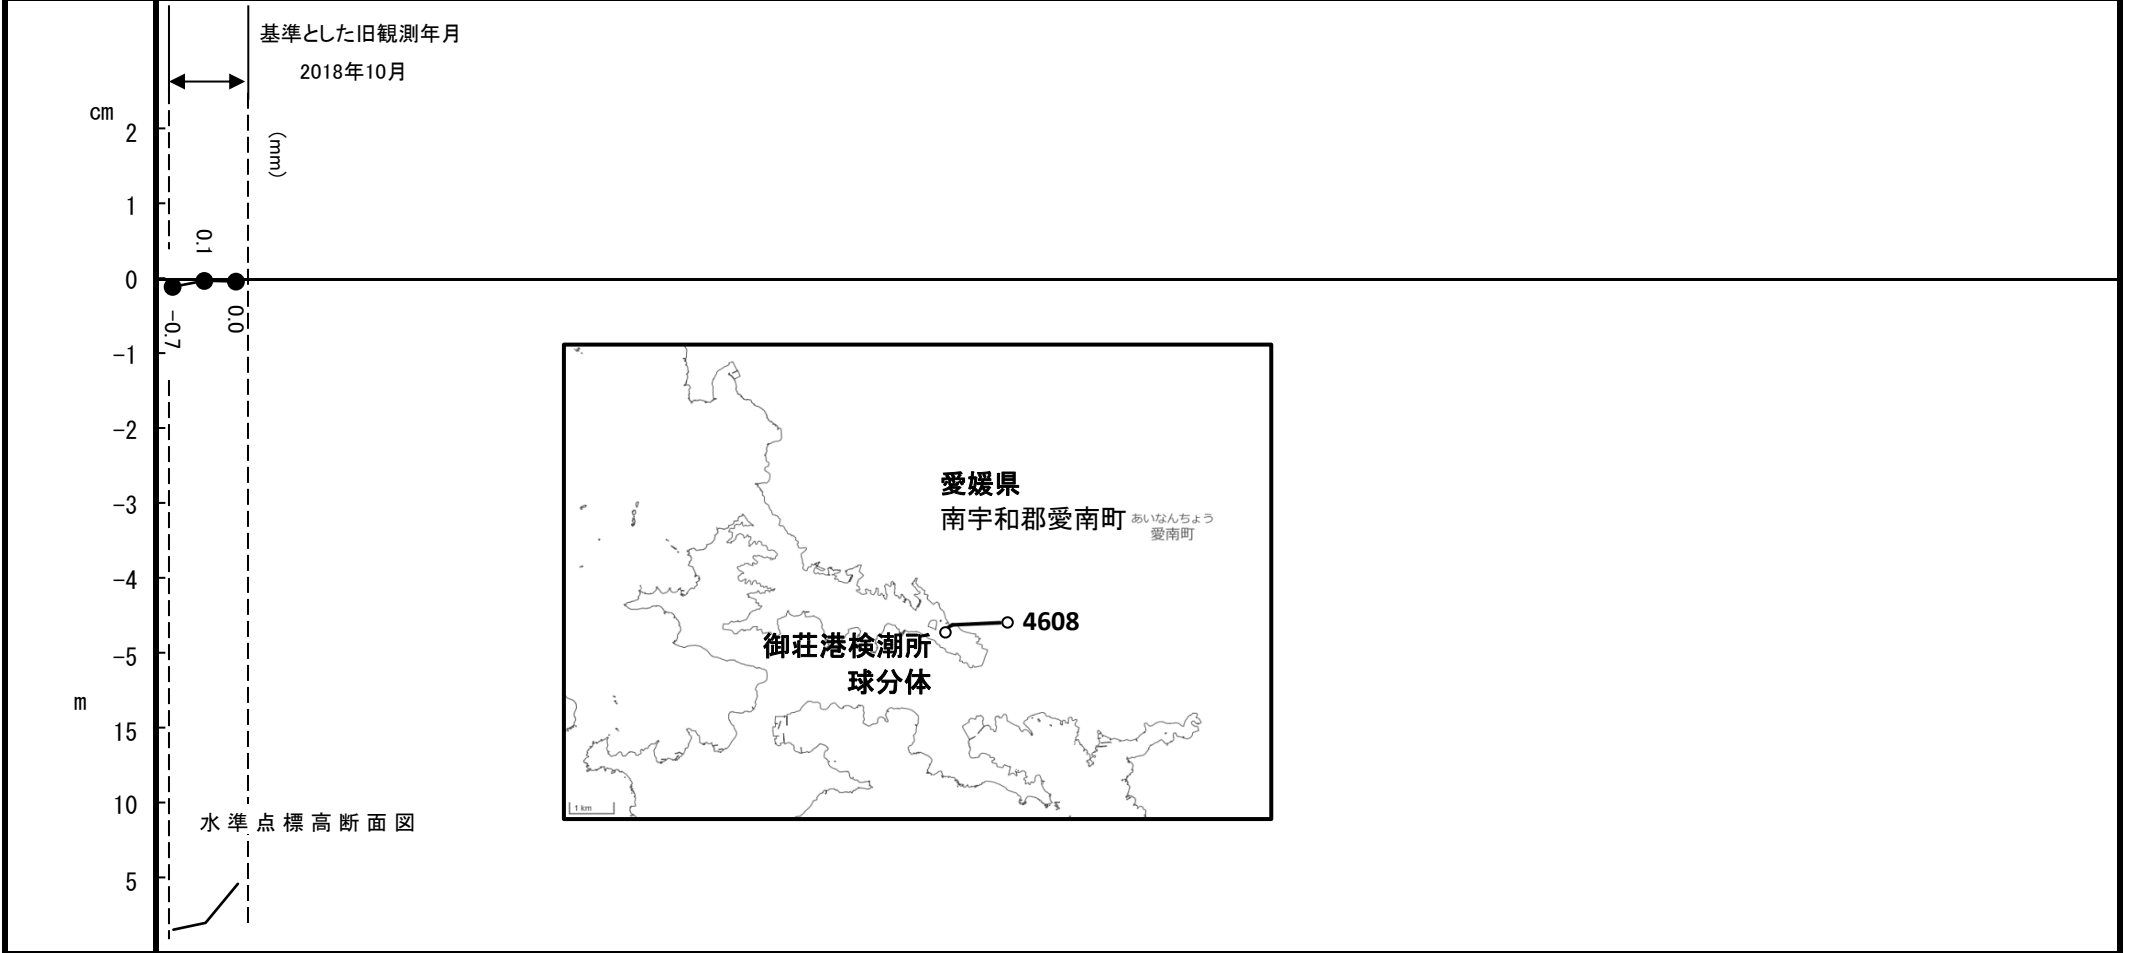 基準とした旧観測年月
2018年10月
cm
2
(mm)
1
0.1
0
-0.7
0.0
-1
-2
-3
-4
-5
愛媛県
南宇和郡愛南町
あいなんちょう
愛南町
4608
御荘港検潮所
球分体
m
15
10
1 km
水準点標高断面図
5